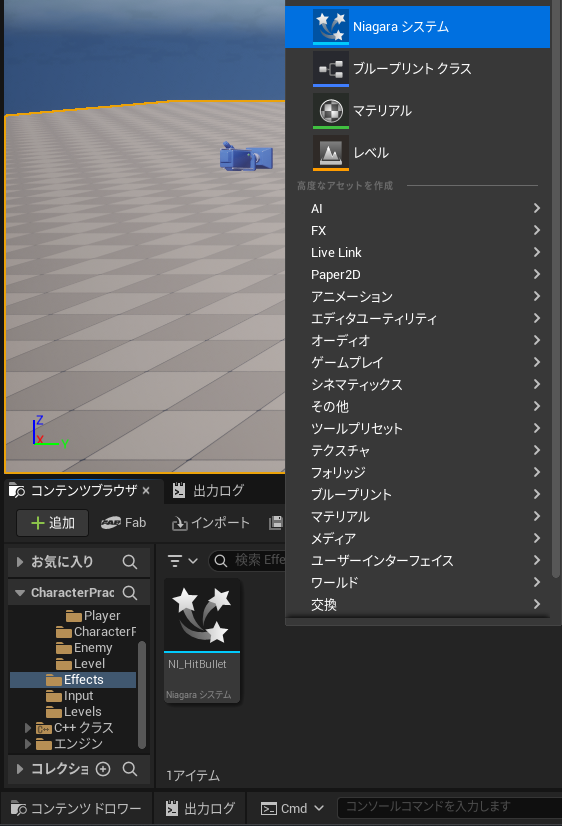 Niagara システム
ブループリント クラス
マテリアル
レベル
高度なアセットを作成
AI
FX
Live Link
Paper2D
アニメーション
エディタユーティリティ
オーディオ
ゲームプレイ
シネマティックス
その他
ツールプリセット
テクスチャ
フォリッジ
ブループリント
マテリアル
メディア
ユーザーインターフェイス
ワールド
交換
Z
X
Y
コンテンツブラウザ
出力ログ
追加
Fab
インポート
お気に入り
検索 Effe
CharacterPrac
Player
CharacterF
Enemy
Level
Effects
Input
Levels
C++ クラス
エンジン
コレクショ
NI_HitBullet
Niagara システム
1アイテム
コンテンツ ドロワー
出力ログ
Cmd
コンソールコマンドを入力します